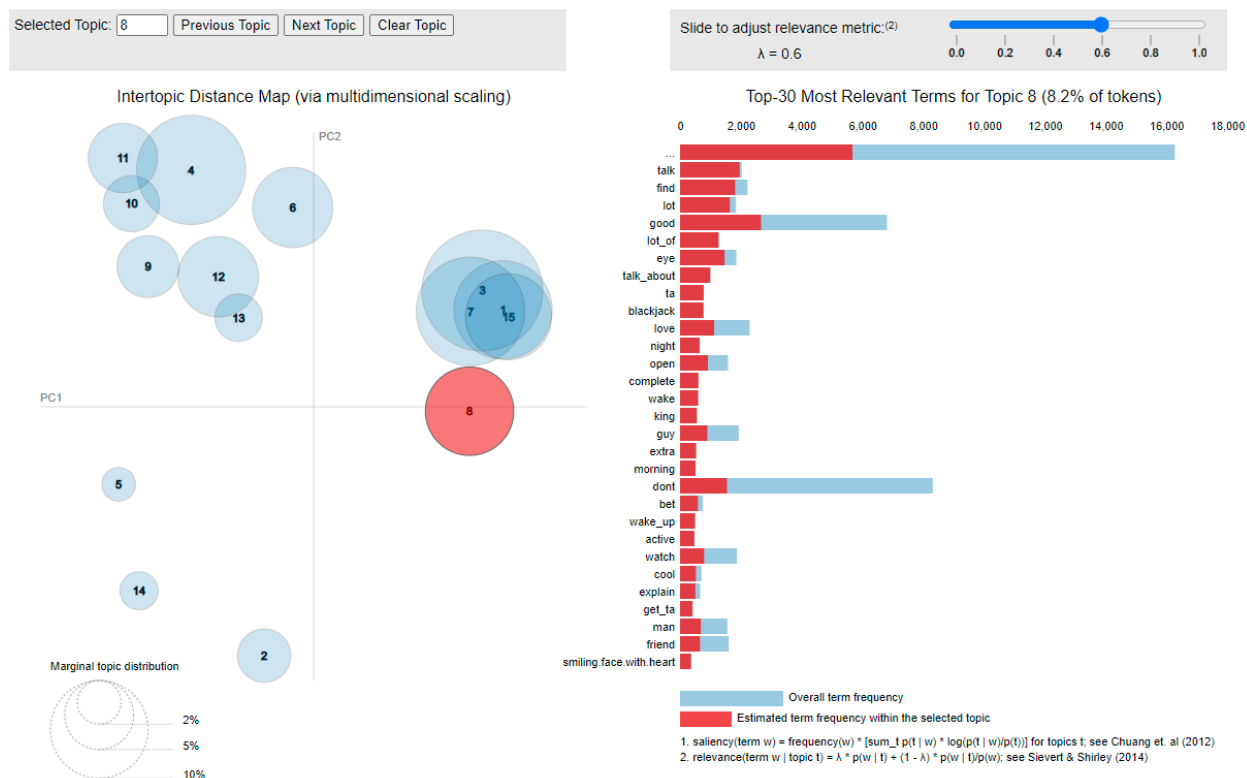 Selected Topic: 8 Previous Topic Next Topic Clear Topic
Slide to adjust relevance metric:(2)
λ = 0.6
0.0 0.2 0.4 0.6 0.8 1.0
Intertopic Distance Map (via multidimensional scaling)
PC2
PC1
11
4
10
6
9
12
13
3
7
1
15
8
5
14
2
Marginal topic distribution
2%
5%
10%
Top-30 Most Relevant Terms for Topic 8 (8.2% of tokens)
0 2,000 4,000 6,000 8,000 10,000 12,000 14,000 16,000 18,000
...
talk
find
lot
good
lot_of
eye
talk_about
ta
blackjack
love
night
open
complete
wake
king
guy
extra
morning
dont
bet
wake_up
active
watch
cool
explain
get_ta
man
friend
smiling.face.with.heart
Overall term frequency
Estimated term frequency within the selected topic
1. saliency(term w) = frequency(w) * [sum_t p(t | w) * log(p(t | w)/p(t))] for topics t; see Chuang et. al (2012)
2. relevance(term w | topic t) = λ * p(w | t) + (1 - λ) * p(w | t)/p(w); see Sievert & Shirley (2014)